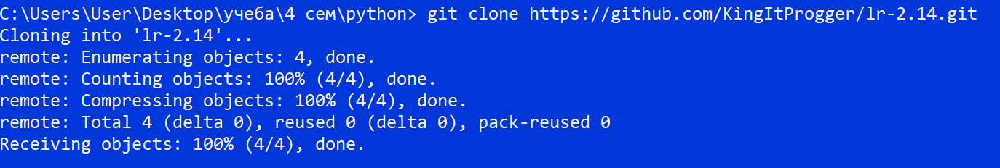 C:\Users\User\Desktop\учеба\4 сем\python> git clone https://github.com/KingItProgger/lr-2.14.git
Cloning into 'lr-2.14'...
remote: Enumerating objects: 4, done.
remote: Counting objects: 100% (4/4), done.
remote: Compressing objects: 100% (4/4), done.
remote: Total 4 (delta 0), reused 0 (delta 0), pack-reused 0
Receiving objects: 100% (4/4), done.